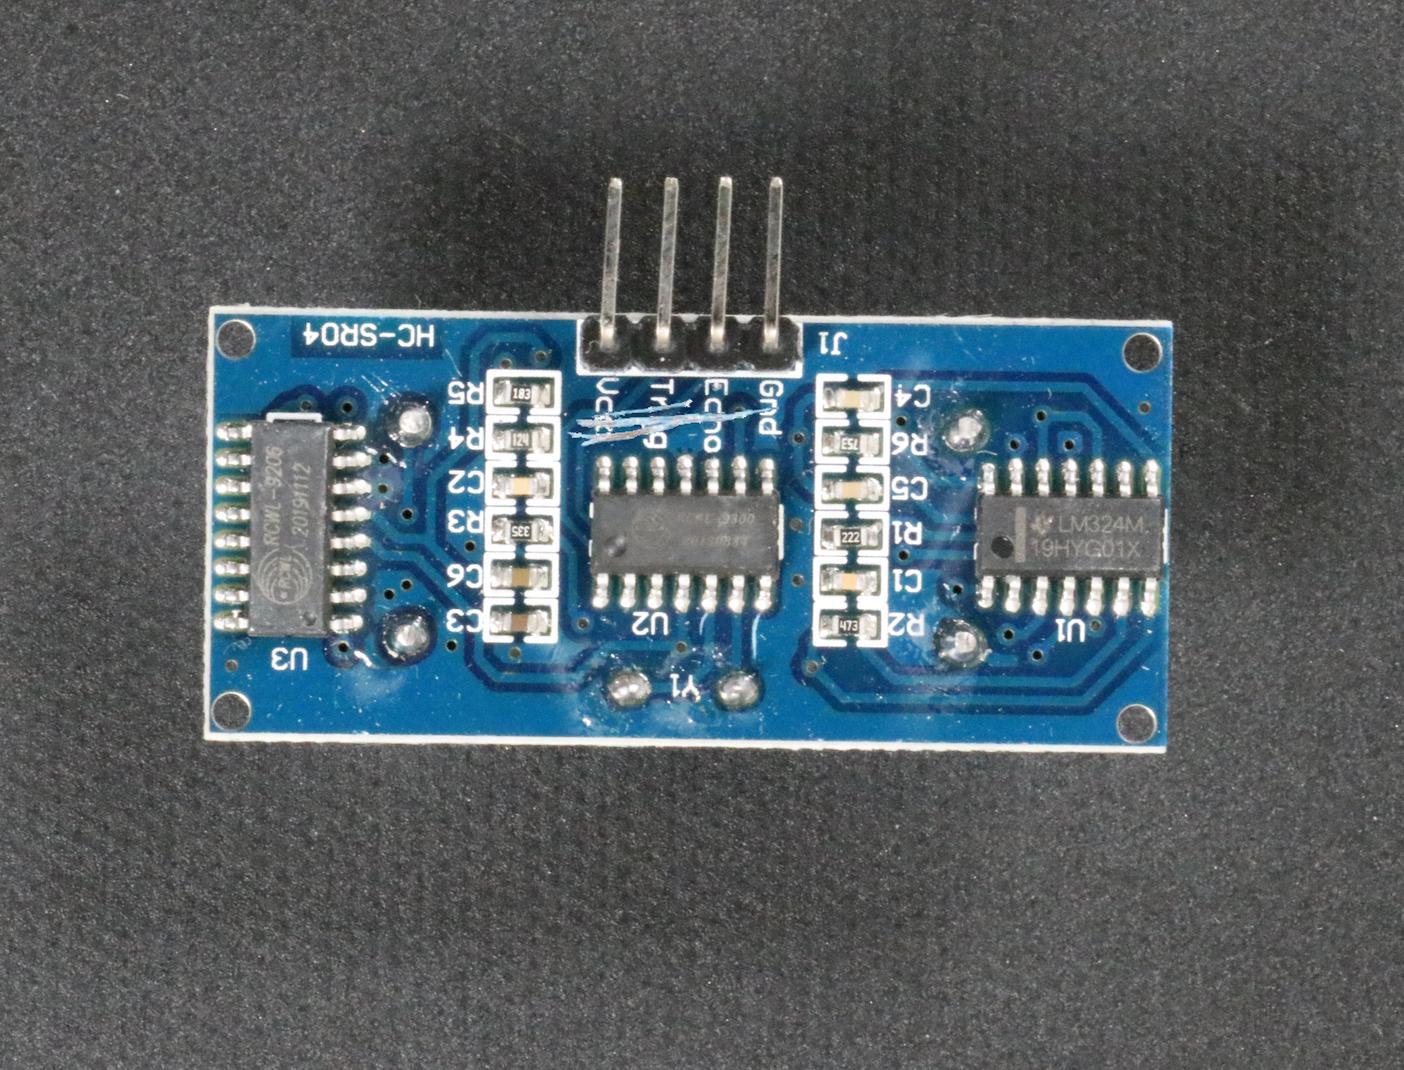 HC-SR04
J1
Vcc
Trig
Echo
Gnd
R5
183
R4
124
C2
R3
335
C6
C3
C4
R6
753
C5
R1
222
C1
R2
473
RCWL-9206
20191112
RCWL
U3
U2
Y1
LM324M
19HYG01X
U1